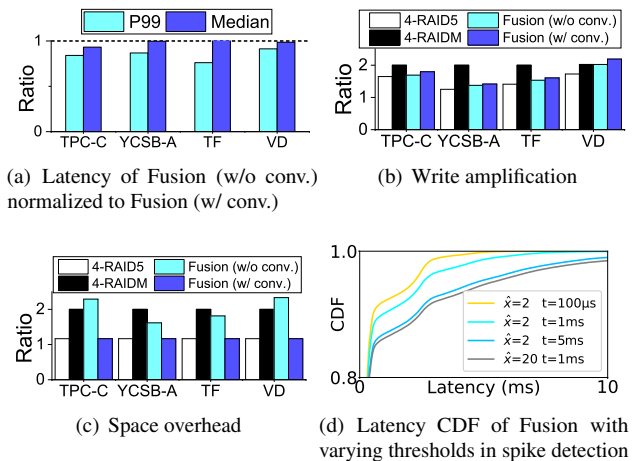 P99 Median
1
0
Ratio
TPC-C YCSB-A TF VD
(a) Latency of Fusion (w/o conv.)
normalized to Fusion (w/ conv.)
4-RAID5 Fusion (w/o conv.)
4-RAIDM Fusion (w/ conv.)
2
1
0
Ratio
TPC-C YCSB-A TF VD
(b) Write amplification
4-RAID5 Fusion (w/o conv.)
4-RAIDM Fusion (w/ conv.)
2
1
0
Ratio
TPC-C YCSB-A TF VD
(c) Space overhead
1.0
0.8
CDF
x̂=2 t=100μs
x̂=2 t=1ms
x̂=2 t=5ms
x̂=20 t=1ms
0 Latency (ms) 10
(d) Latency CDF of Fusion with
varying thresholds in spike detection